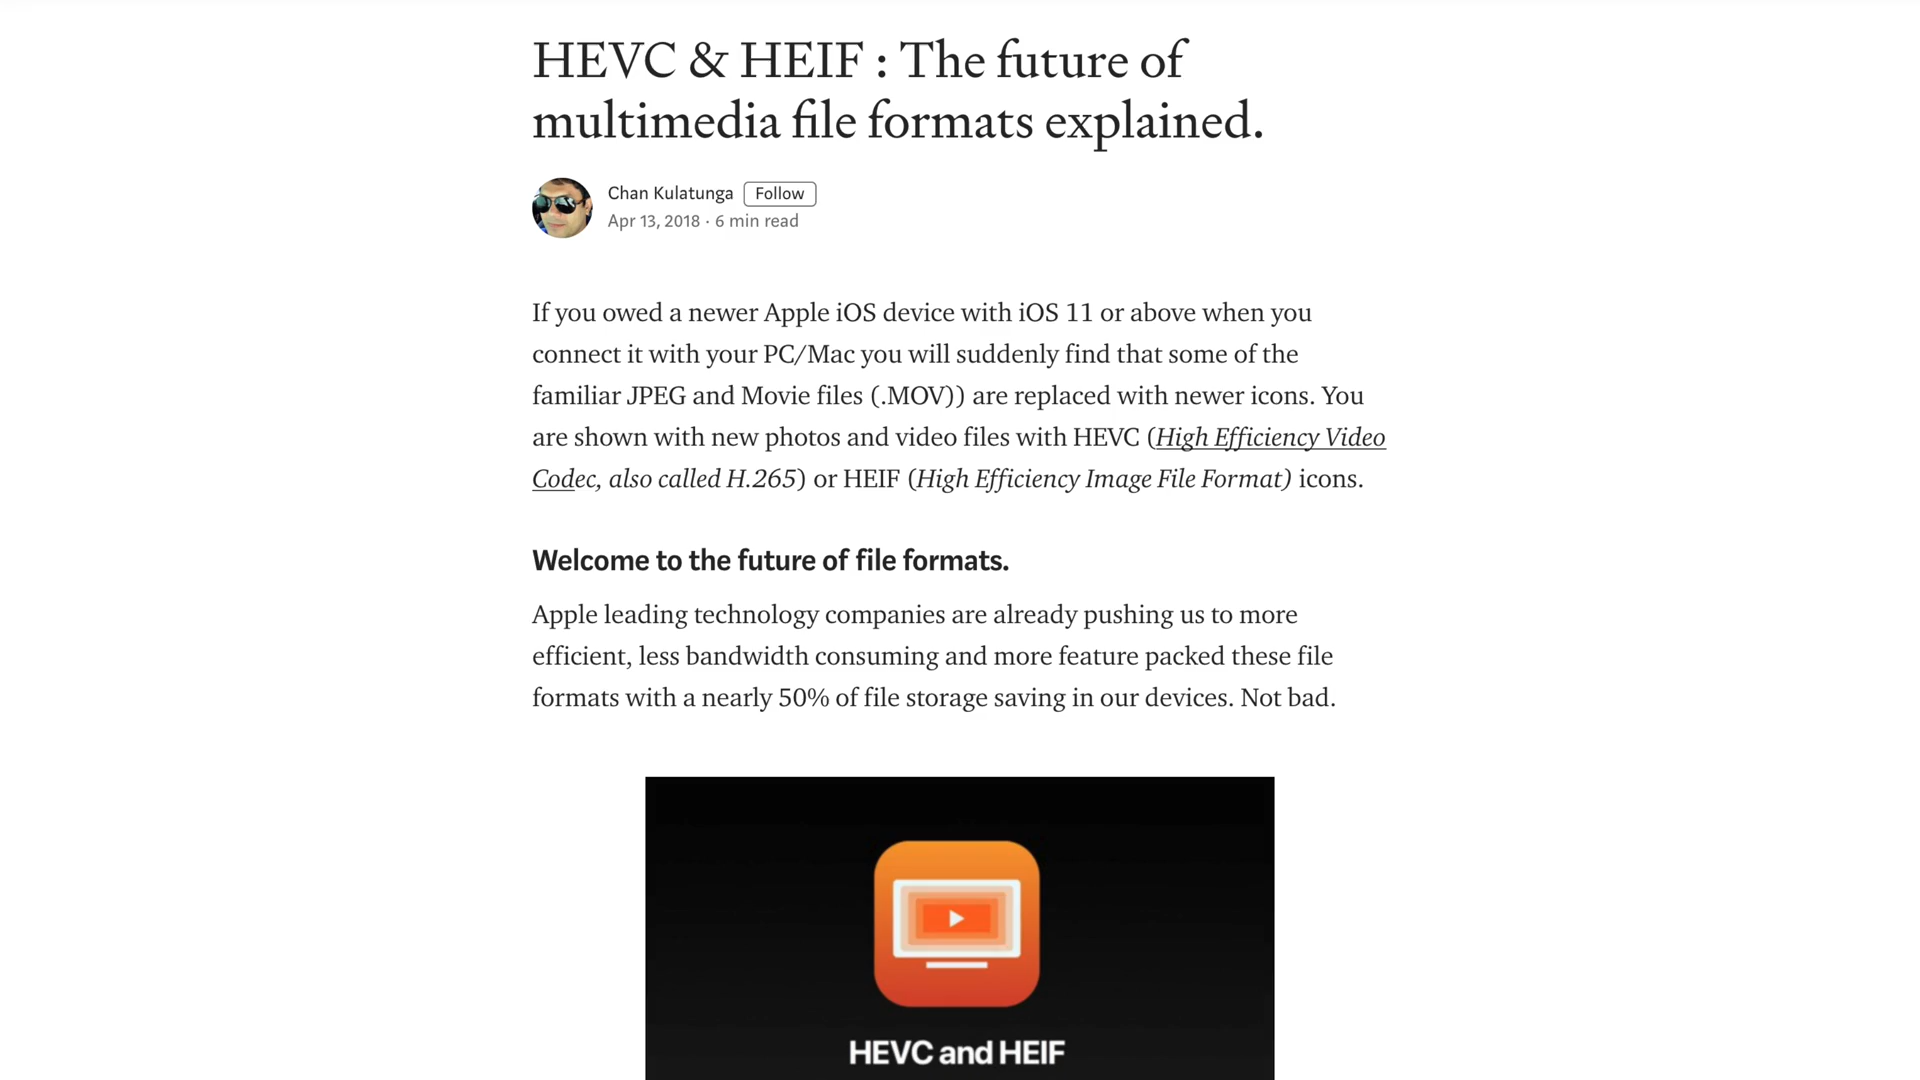 HEVC & HEIF : The future of
multimedia file formats explained.
Chan Kulatunga Follow
Apr 13, 2018 · 6 min read
If you owed a newer Apple iOS device with iOS 11 or above when you
connect it with your PC/Mac you will suddenly find that some of the
familiar JPEG and Movie files (.MOV)) are replaced with newer icons. You
are shown with new photos and video files with HEVC (High Efficiency Video
Codec, also called H.265) or HEIF (High Efficiency Image File Format) icons.
Welcome to the future of file formats.
Apple leading technology companies are already pushing us to more
efficient, less bandwidth consuming and more feature packed these file
formats with a nearly 50% of file storage saving in our devices. Not bad.
HEVC and HEIF